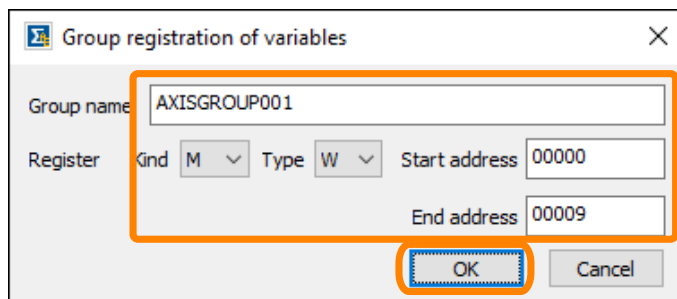 Group registration of variables
Group name AXISGROUP001
Register Kind M Type W Start address 00000
End address 00009
OK Cancel